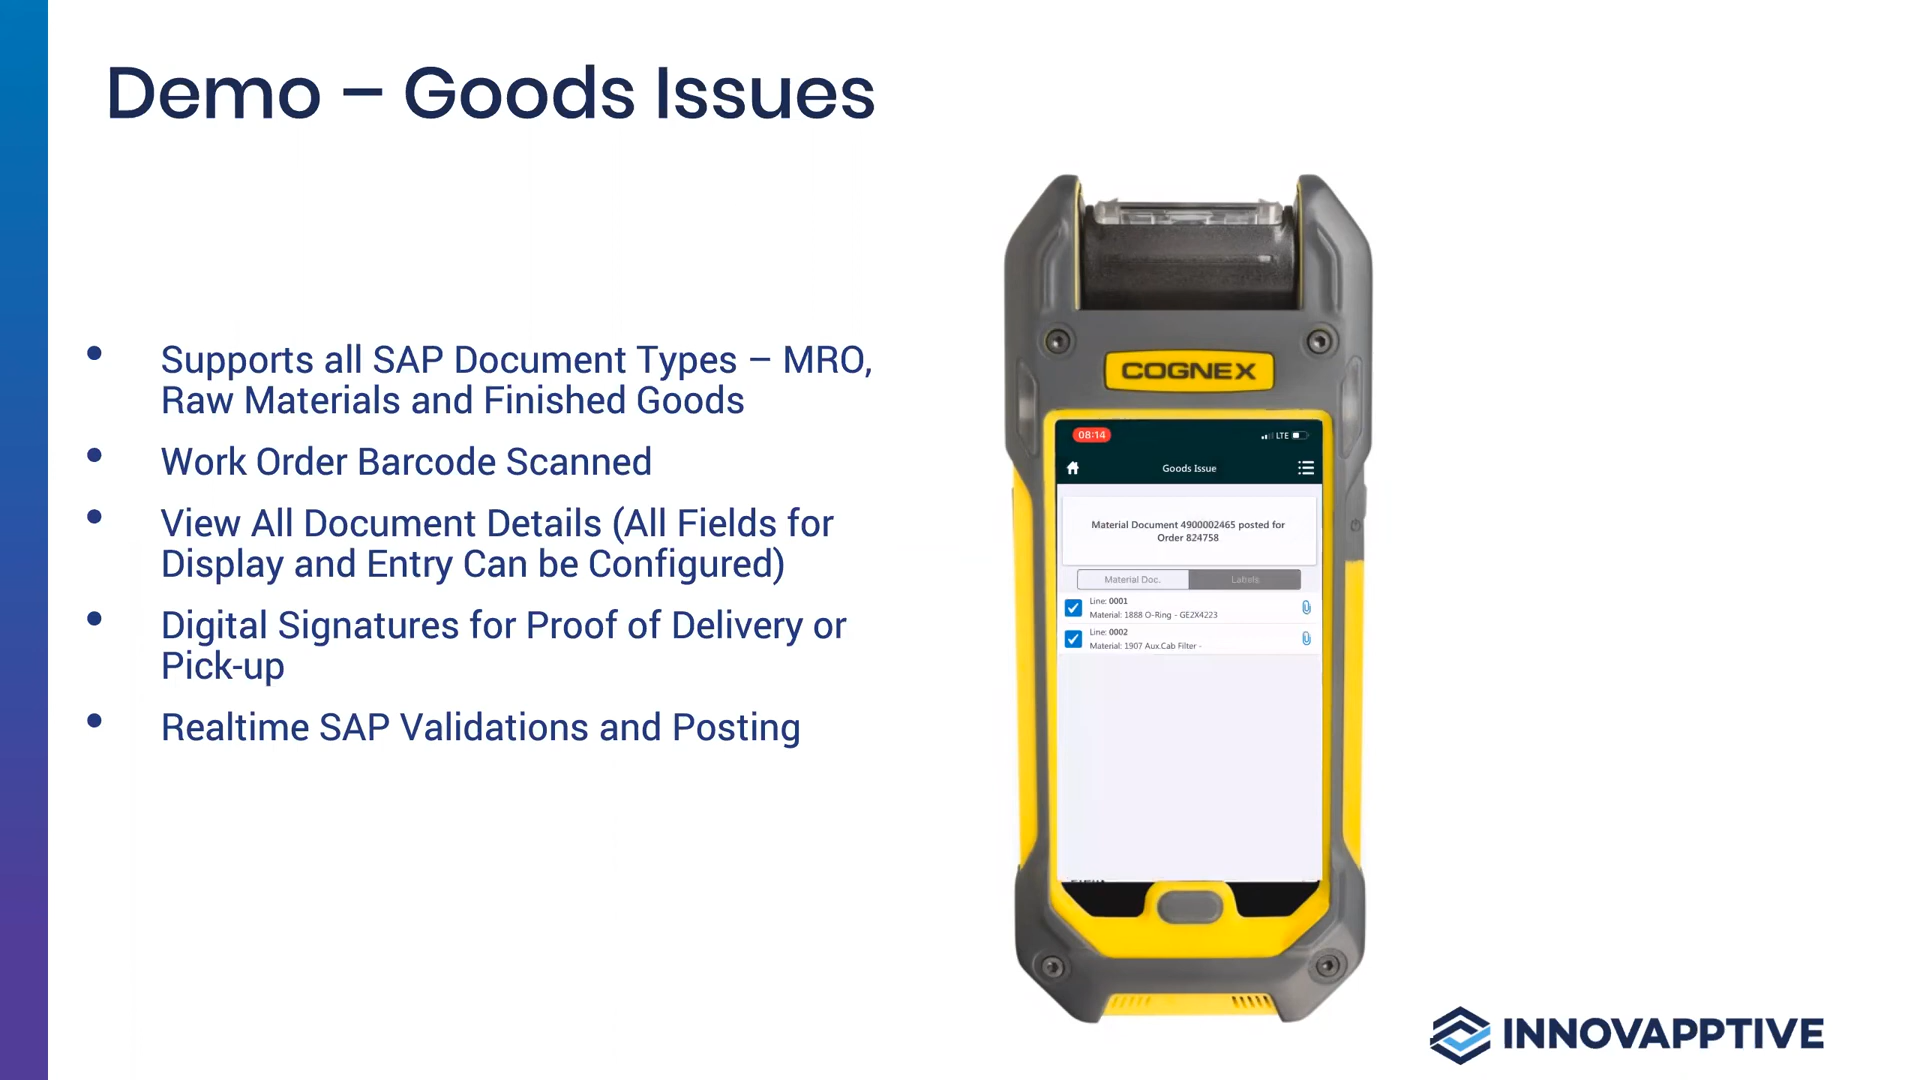 Demo – Goods Issues
• Supports all SAP Document Types – MRO,
Raw Materials and Finished Goods
• Work Order Barcode Scanned
• View All Document Details (All Fields for
Display and Entry Can be Configured)
• Digital Signatures for Proof of Delivery or
Pick-up
• Realtime SAP Validations and Posting
COGNEX
08:14 LTE
Goods Issue
Material Document 4900002465 posted for
Order 824758
Material Doc. Labels
Line: 0001
Material: 1888 O-Ring - GE2X4223
Line: 0002
Material: 1907 Aux.Cab Filter -
INNOVAPPTIVE